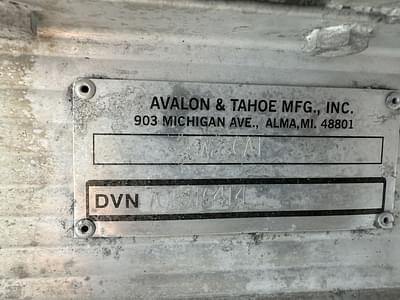 AVALON & TAHOE MFG., INC.
903 MICHIGAN AVE., ALMA, MI. 48801
DVN